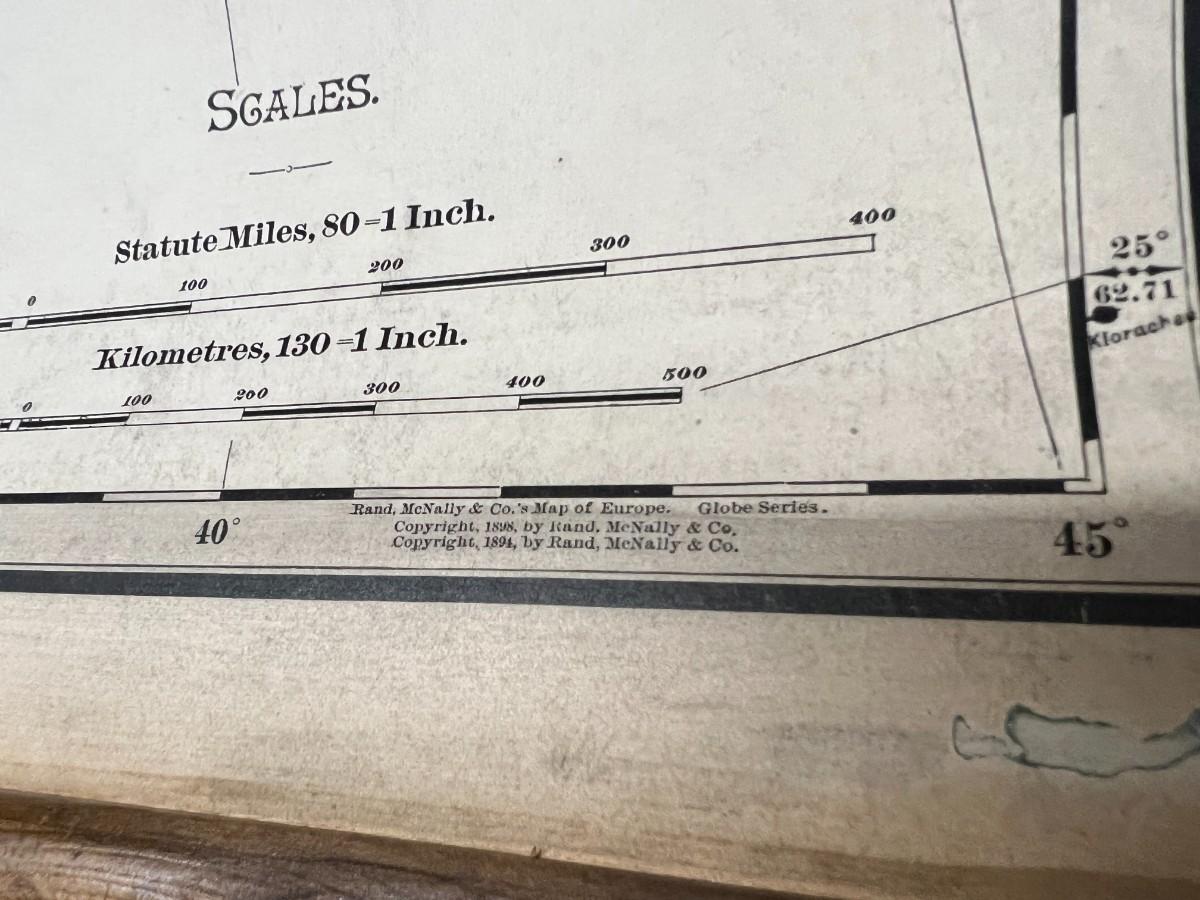 SCALES.
Statute Miles, 80=1 Inch.
0 100 200 300 400
Kilometres, 130=1 Inch.
0 100 200 300 400 500
25°
62.71
Klorachau
Rand, McNally & Co.'s Map of Europe. Globe Series.
Copyright, 1898, by Rand, McNally & Co.
Copyright, 1894, by Rand, McNally & Co.
40° 45°